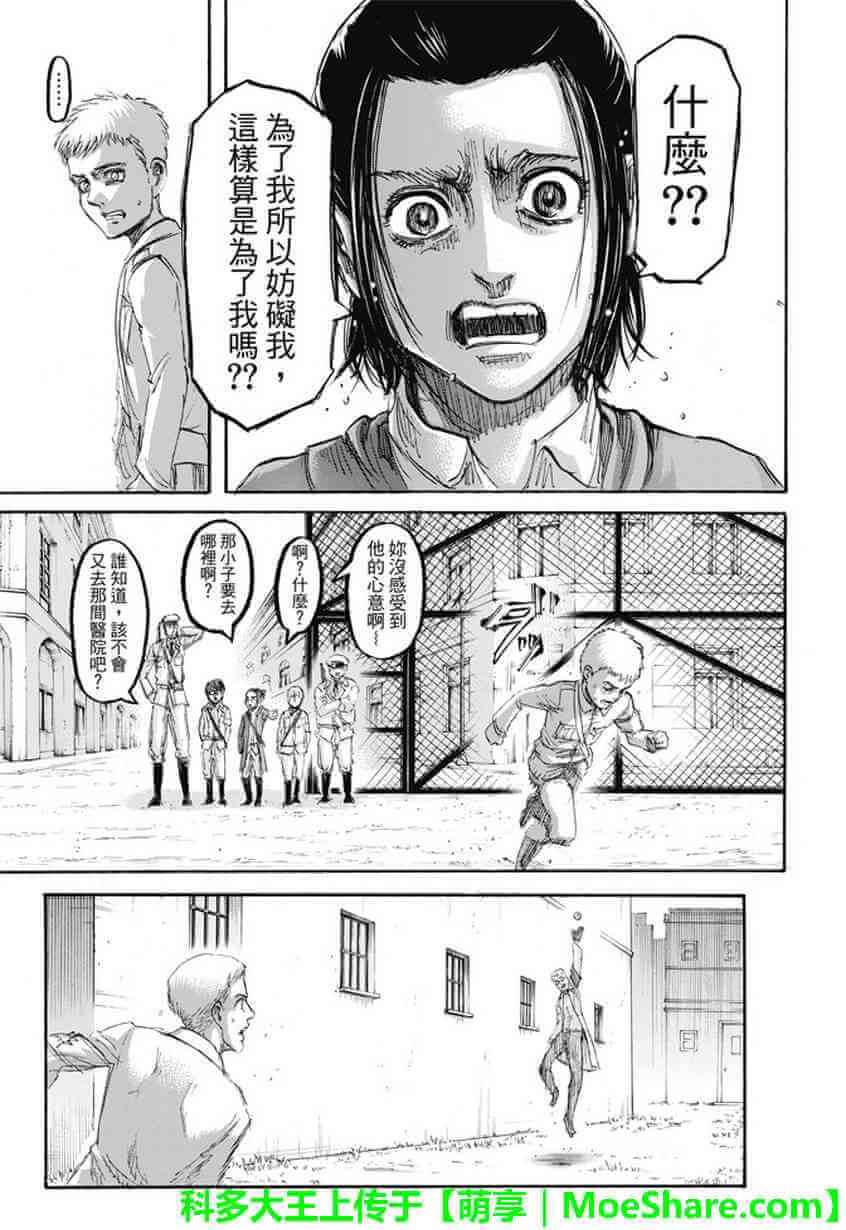 什麼??
為了我所以妨礙我，
這樣算是為了我嗎??
……
妳沒感受到
他的心意啊~
啊?什麼?
那小子要去
哪裡啊?
誰知道，該不會
又去那間醫院吧?
ダダッ
科多大王上传于【萌享｜MoeShare.com】